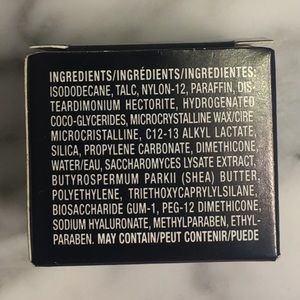 INGREDIENTS/INGRÉDIENTS/INGREDIENTES:
ISODODECANE, TALC, NYLON-12, PARAFFIN, DIS-
TEARDIMONIUM HECTORITE, HYDROGENATED
COCO-GLYCERIDES, MICROCRYSTALLINE WAX/CIRE
MICROCRISTALLINE, C12-13 ALKYL LACTATE,
SILICA, PROPYLENE CARBONATE, DIMETHICONE,
WATER/EAU, SACCHAROMYCES LYSATE EXTRACT,
BUTYROSPERMUM PARKII (SHEA) BUTTER,
POLYETHYLENE, TRIETHOXYCAPRYLYLSILANE,
BIOSACCHARIDE GUM-1, PEG-12 DIMETHICONE,
SODIUM HYALURONATE, METHYLPARABEN, ETHYL-
PARABEN. MAY CONTAIN/PEUT CONTENIR/PUEDE